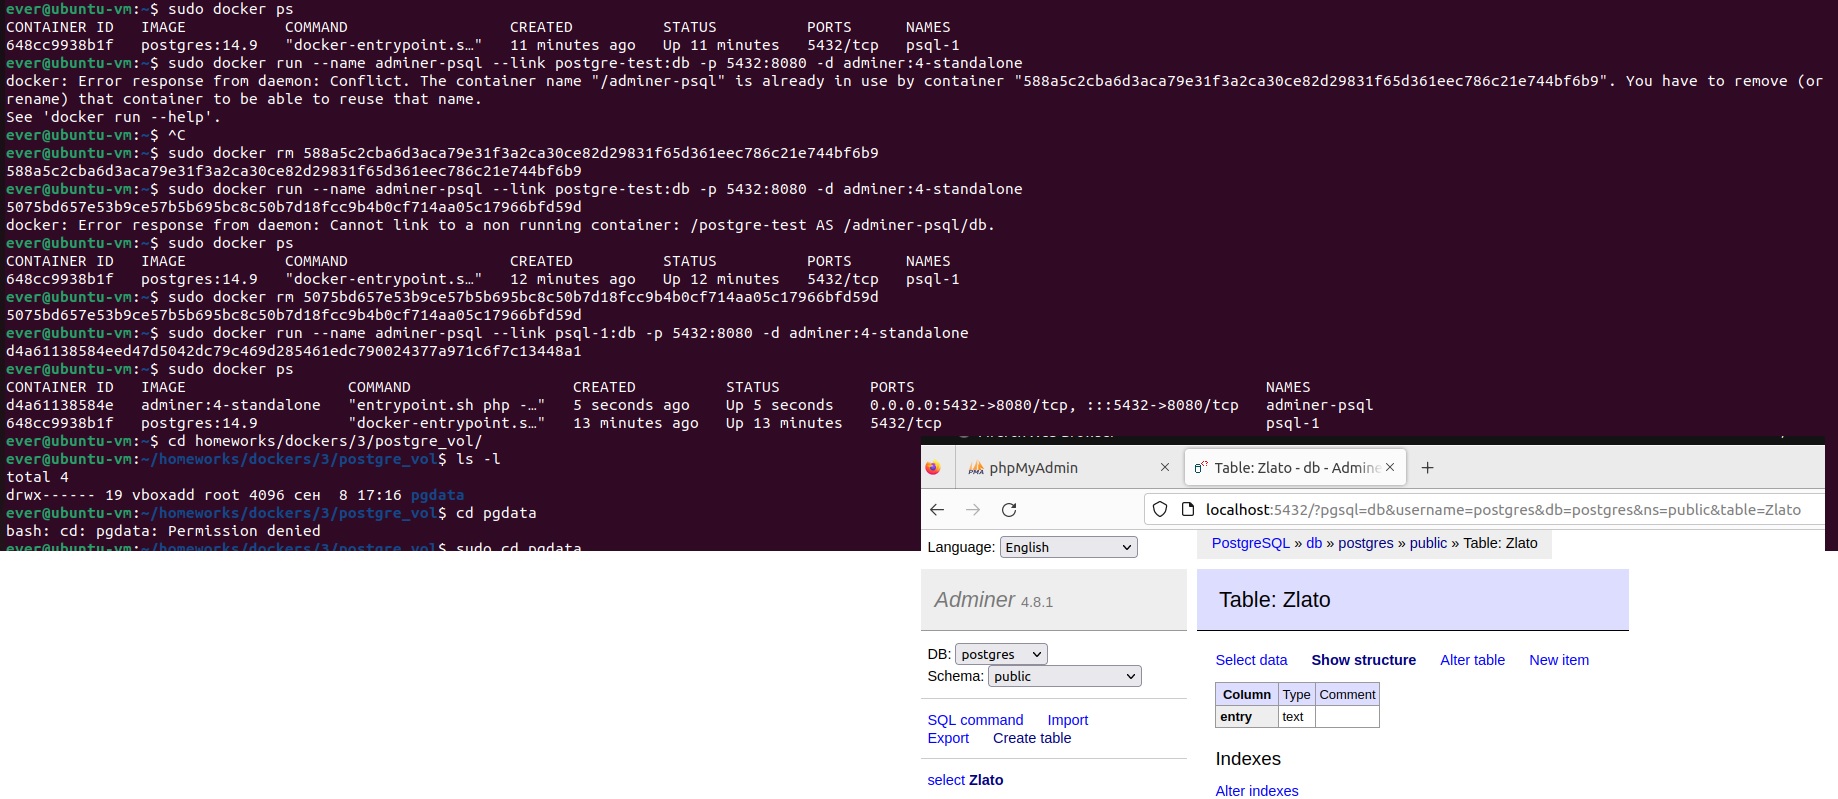 ever@ubuntu-vm:~$ sudo docker ps
CONTAINER ID   IMAGE           COMMAND                  CREATED          STATUS          PORTS      NAMES
648cc9938b1f   postgres:14.9   "docker-entrypoint.s…"   11 minutes ago   Up 11 minutes   5432/tcp   psql-1
ever@ubuntu-vm:~$ sudo docker run --name adminer-psql --link postgre-test:db -p 5432:8080 -d adminer:4-standalone
docker: Error response from daemon: Conflict. The container name "/adminer-psql" is already in use by container "588a5c2cba6d3aca79e31f3a2ca30ce82d29831f65d361eec786c21e744bf6b9". You have to remove (or
rename) that container to be able to reuse that name.
See 'docker run --help'.
ever@ubuntu-vm:~$ ^C
ever@ubuntu-vm:~$ sudo docker rm 588a5c2cba6d3aca79e31f3a2ca30ce82d29831f65d361eec786c21e744bf6b9
588a5c2cba6d3aca79e31f3a2ca30ce82d29831f65d361eec786c21e744bf6b9
ever@ubuntu-vm:~$ sudo docker run --name adminer-psql --link postgre-test:db -p 5432:8080 -d adminer:4-standalone
5075bd657e53b9ce57b5b695bc8c50b7d18fcc9b4b0cf714aa05c17966bfd59d
docker: Error response from daemon: Cannot link to a non running container: /postgre-test AS /adminer-psql/db.
ever@ubuntu-vm:~$ sudo docker ps
CONTAINER ID   IMAGE           COMMAND                  CREATED          STATUS          PORTS      NAMES
648cc9938b1f   postgres:14.9   "docker-entrypoint.s…"   12 minutes ago   Up 12 minutes   5432/tcp   psql-1
ever@ubuntu-vm:~$ sudo docker rm 5075bd657e53b9ce57b5b695bc8c50b7d18fcc9b4b0cf714aa05c17966bfd59d
5075bd657e53b9ce57b5b695bc8c50b7d18fcc9b4b0cf714aa05c17966bfd59d
ever@ubuntu-vm:~$ sudo docker run --name adminer-psql --link psql-1:db -p 5432:8080 -d adminer:4-standalone
d4a61138584eed47d5042dc79c469d285461edc790024377a971c6f7c13448a1
ever@ubuntu-vm:~$ sudo docker ps
CONTAINER ID   IMAGE                  COMMAND                  CREATED          STATUS          PORTS                                       NAMES
d4a61138584e   adminer:4-standalone   "entrypoint.sh php -…"   5 seconds ago    Up 5 seconds    0.0.0.0:5432->8080/tcp, :::5432->8080/tcp   adminer-psql
648cc9938b1f   postgres:14.9          "docker-entrypoint.s…"   13 minutes ago   Up 13 minutes   5432/tcp                                    psql-1
ever@ubuntu-vm:~$ cd homeworks/dockers/3/postgre_vol/
ever@ubuntu-vm:~/homeworks/dockers/3/postgre_vol$ ls -l
total 4
drwx------ 19 vboxadd root 4096 сен  8 17:16 pgdata
ever@ubuntu-vm:~/homeworks/dockers/3/postgre_vol$ cd pgdata
bash: cd: pgdata: Permission denied
ever@ubuntu-vm:~/homeworks/dockers/3/postgre_vol$ sudo cd pgdata
phpMyAdmin
Table: Zlato - db - Admine
localhost:5432/?pgsql=db&username=postgres&db=postgres&ns=public&table=Zlato
Language: English
PostgreSQL » db » postgres » public » Table: Zlato
Adminer 4.8.1
Table: Zlato
DB: postgres
Schema: public
Select data Show structure Alter table New item
Column Type Comment
entry text
SQL command Import
Export Create table
Indexes
select Zlato
Alter indexes